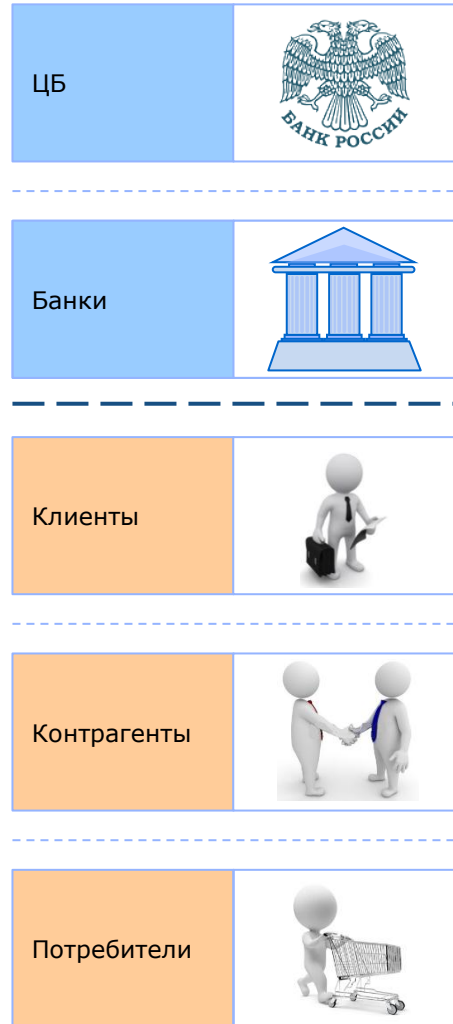 ЦБ
БАНК РОССИИ
Банки
Клиенты
Контрагенты
Потребители